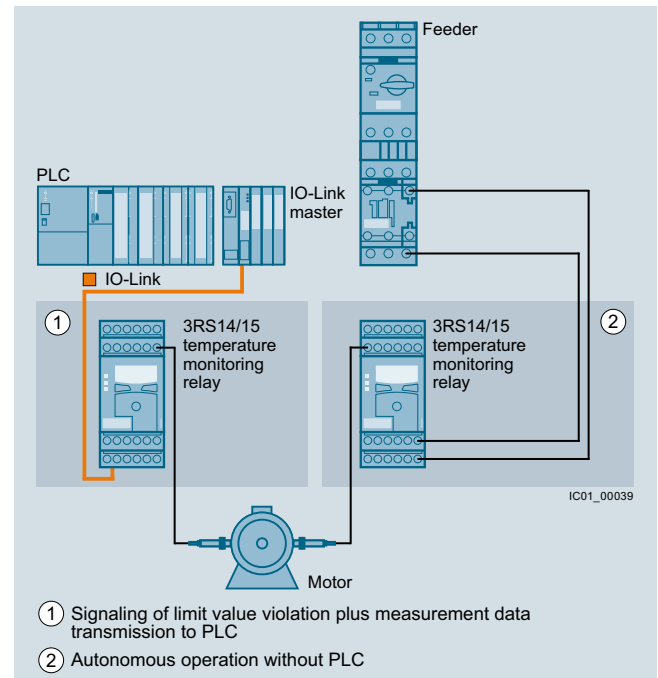 Feeder
PLC
IO-Link
master
IO-Link
1
3RS14/15
temperature
monitoring
relay
3RS14/15
temperature
monitoring
relay
2
IC01_00039
Motor
1 Signaling of limit value violation plus measurement data
transmission to PLC
2 Autonomous operation without PLC